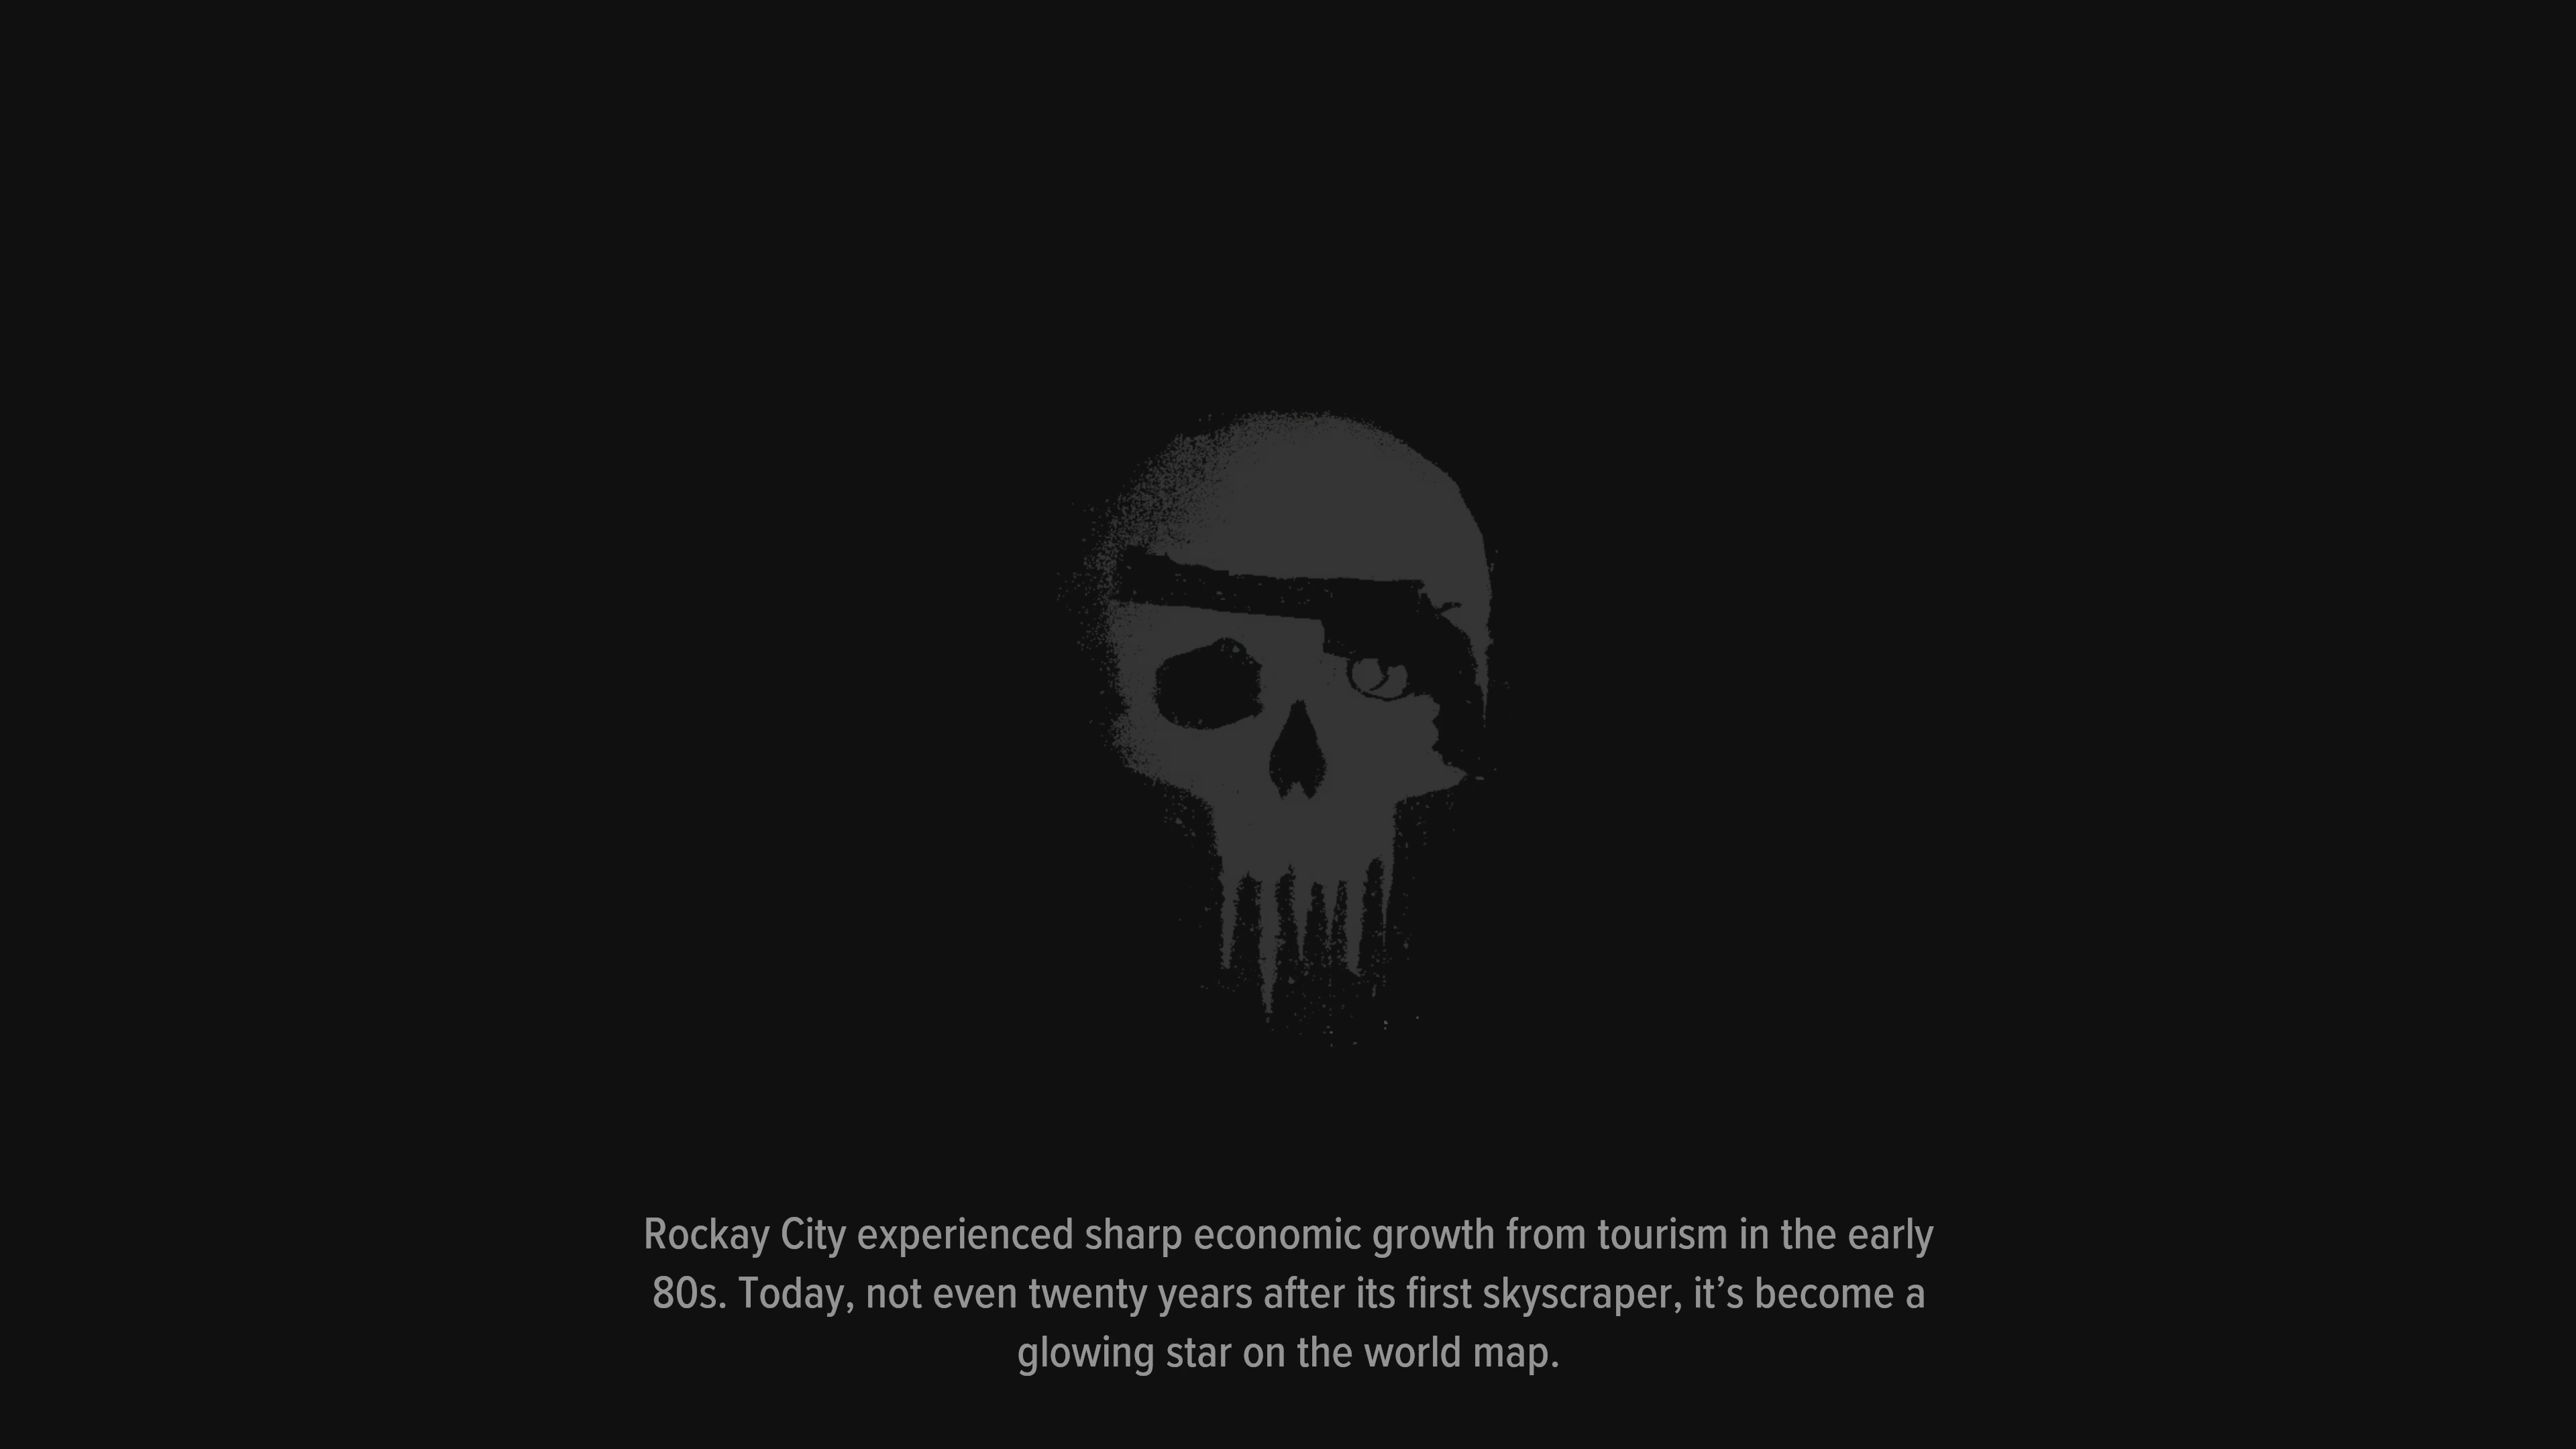 Rockay City experienced sharp economic growth from tourism in the early
80s. Today, not even twenty years after its first skyscraper, it’s become a
glowing star on the world map.